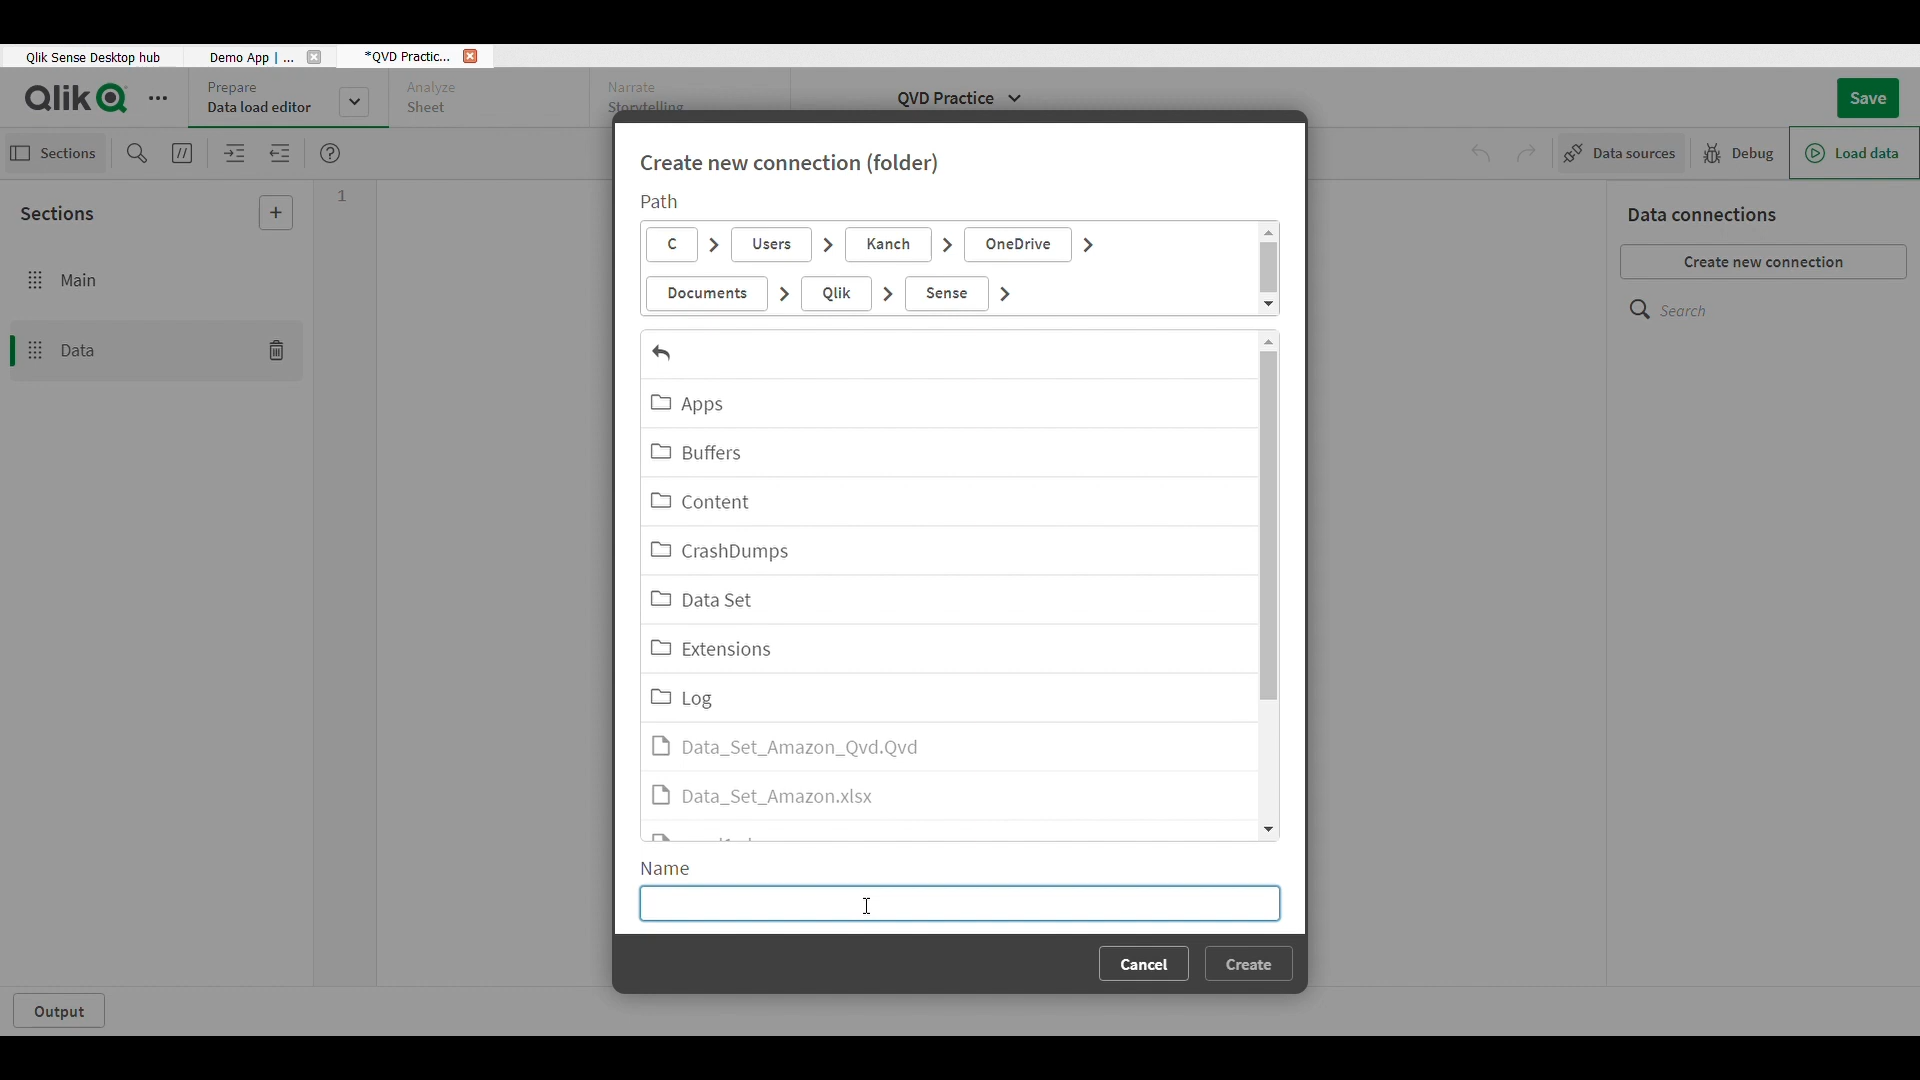 Qlik Sense Desktop hub
Demo App | ...
*QVD Practic...
Qlik
Prepare
Data load editor
Analyze
Sheet
Narrate
Storytelling
QVD Practice
Save
Sections
Data sources
Debug
Load data
Sections
+
Main
Data
1
Create new connection (folder)
Path
C
Users
Kanch
OneDrive
Documents
Qlik
Sense
Apps
Buffers
Content
CrashDumps
Data Set
Extensions
Log
Data_Set_Amazon_Qvd.Qvd
Data_Set_Amazon.xlsx
Name
Cancel
Create
Data connections
Create new connection
Search
Output